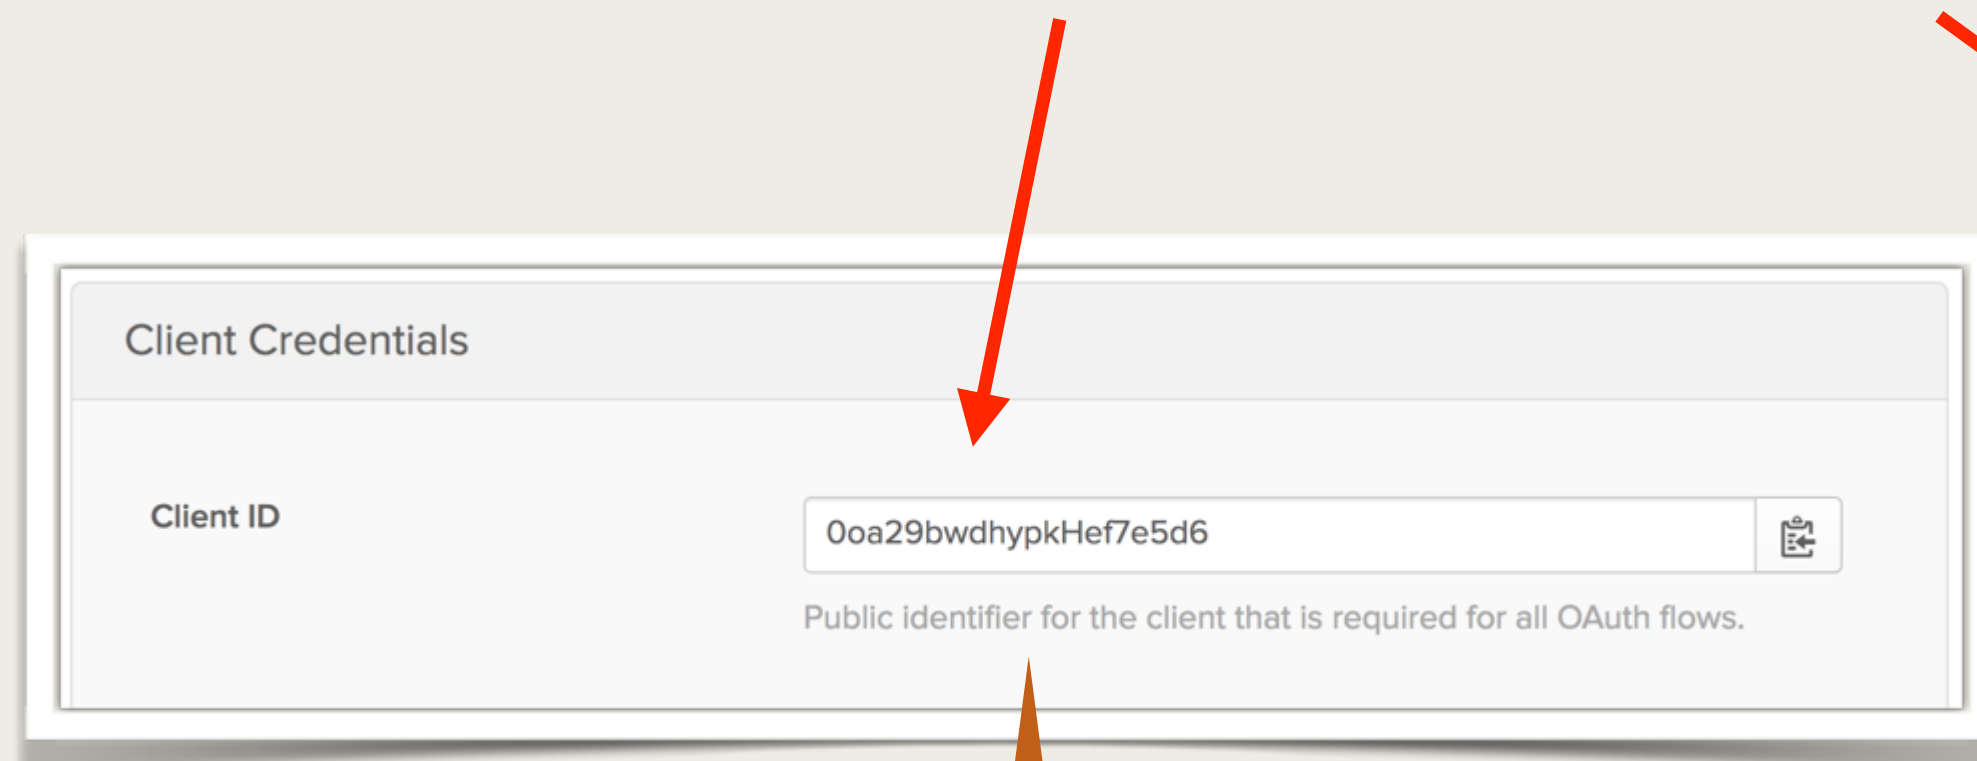 Client Credentials
Client ID
0oa29bwdhypkHef7e5d6
Public identifier for the client that is required for all OAuth flows.